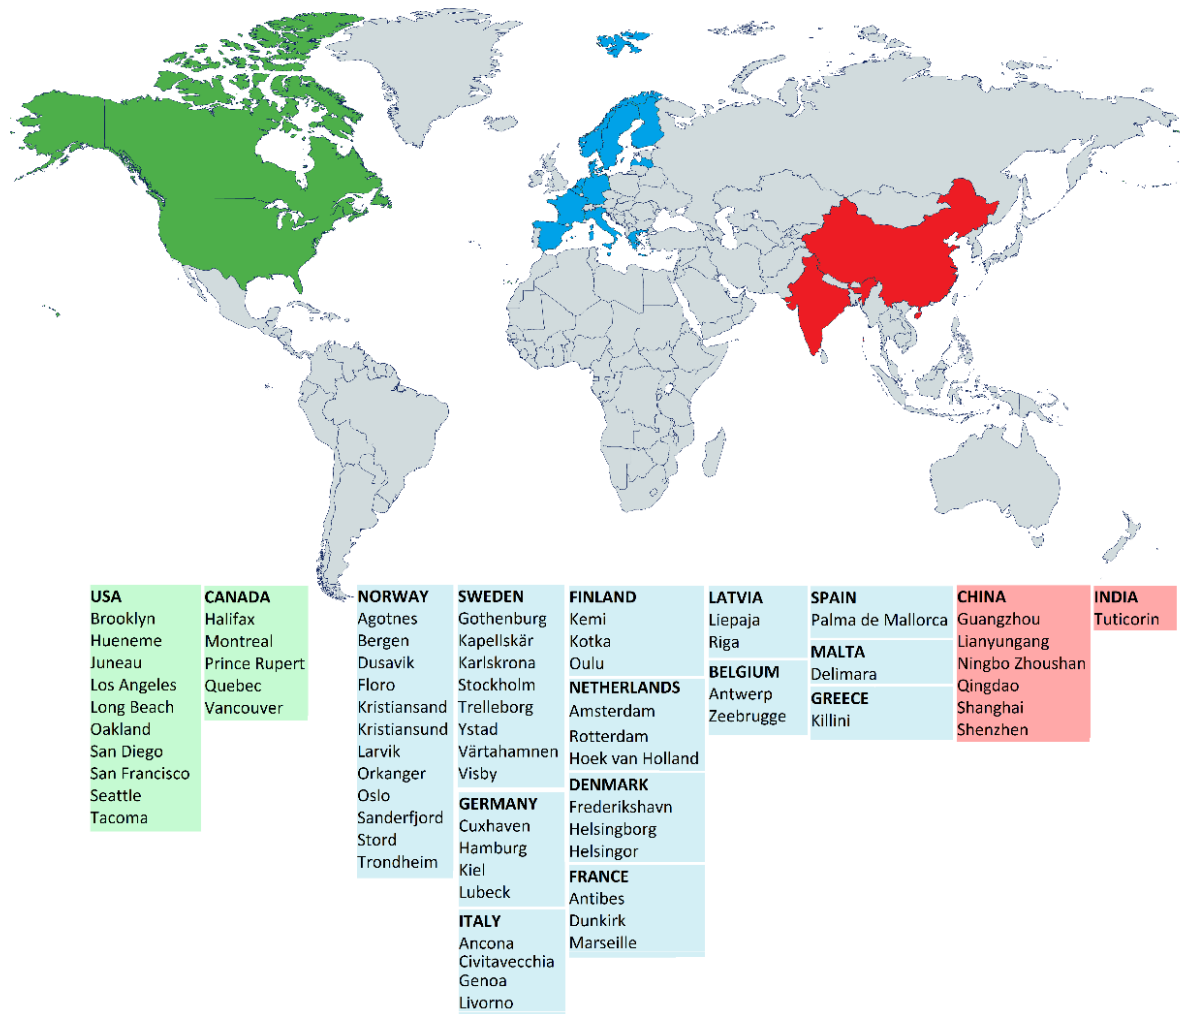 USA
Brooklyn
Hueneme
Juneau
Los Angeles
Long Beach
Oakland
San Diego
San Francisco
Seattle
Tacoma
CANADA
Halifax
Montreal
Prince Rupert
Quebec
Vancouver
NORWAY
Agotnes
Bergen
Dusavik
Floro
Kristiansand
Kristiansund
Larvik
Orkanger
Oslo
Sanderfjord
Stord
Trondheim
SWEDEN
Gothenburg
Kapellskär
Karlskrona
Stockholm
Trelleborg
Ystad
Värtahamnen
Visby
GERMANY
Cuxhaven
Hamburg
Kiel
Lubeck
ITALY
Ancona
Civitavecchia
Genoa
Livorno
FINLAND
Kemi
Kotka
Oulu
NETHERLANDS
Amsterdam
Rotterdam
Hoek van Holland
DENMARK
Frederikshavn
Helsingborg
Helsingor
FRANCE
Antibes
Dunkirk
Marseille
LATVIA
Liepaja
Riga
BELGIUM
Antwerp
Zeebrugge
SPAIN
Palma de Mallorca
MALTA
Delimara
GREECE
Killini
CHINA
Guangzhou
Lianyungang
Ningbo Zhoushan
Qingdao
Shanghai
Shenzhen
INDIA
Tuticorin